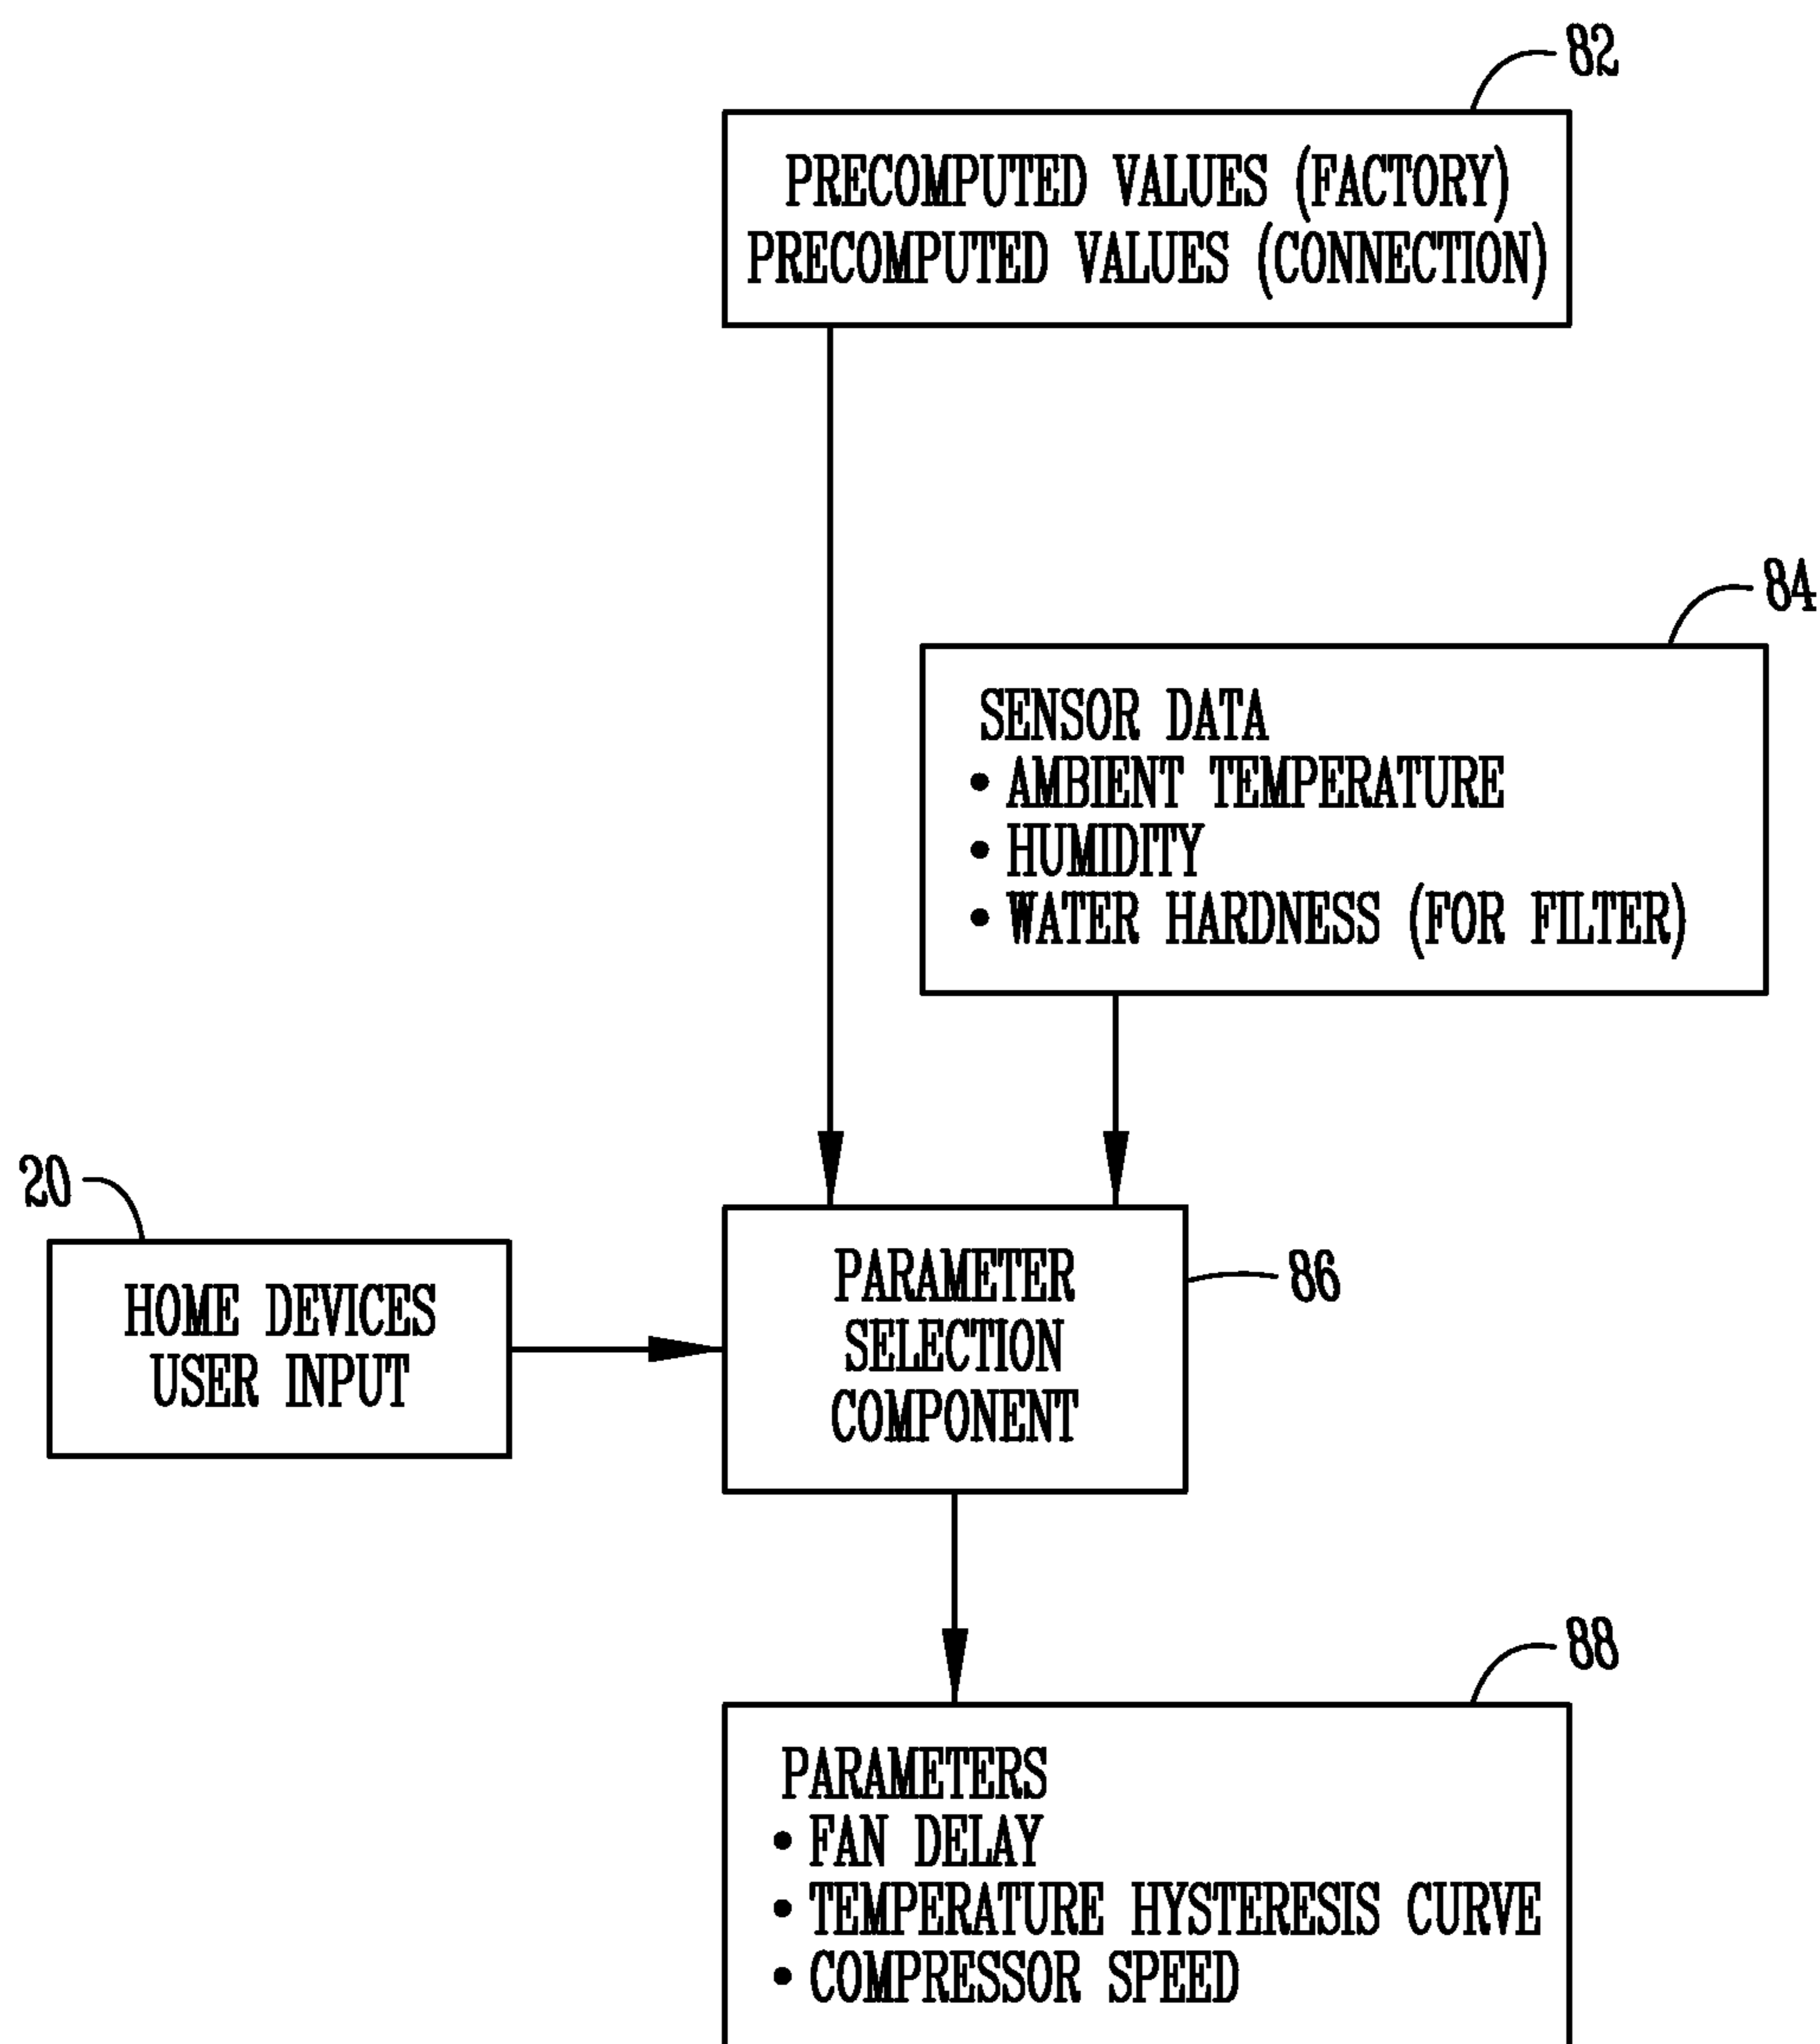 82
PRECOMPUTED VALUES (FACTORY)
PRECOMPUTED VALUES (CONNECTION)
84
SENSOR DATA
• AMBIENT TEMPERATURE
• HUMIDITY
• WATER HARDNESS (FOR FILTER)
20
HOME DEVICES
USER INPUT
PARAMETER
SELECTION
COMPONENT
86
88
PARAMETERS
• FAN DELAY
• TEMPERATURE HYSTERESIS CURVE
• COMPRESSOR SPEED